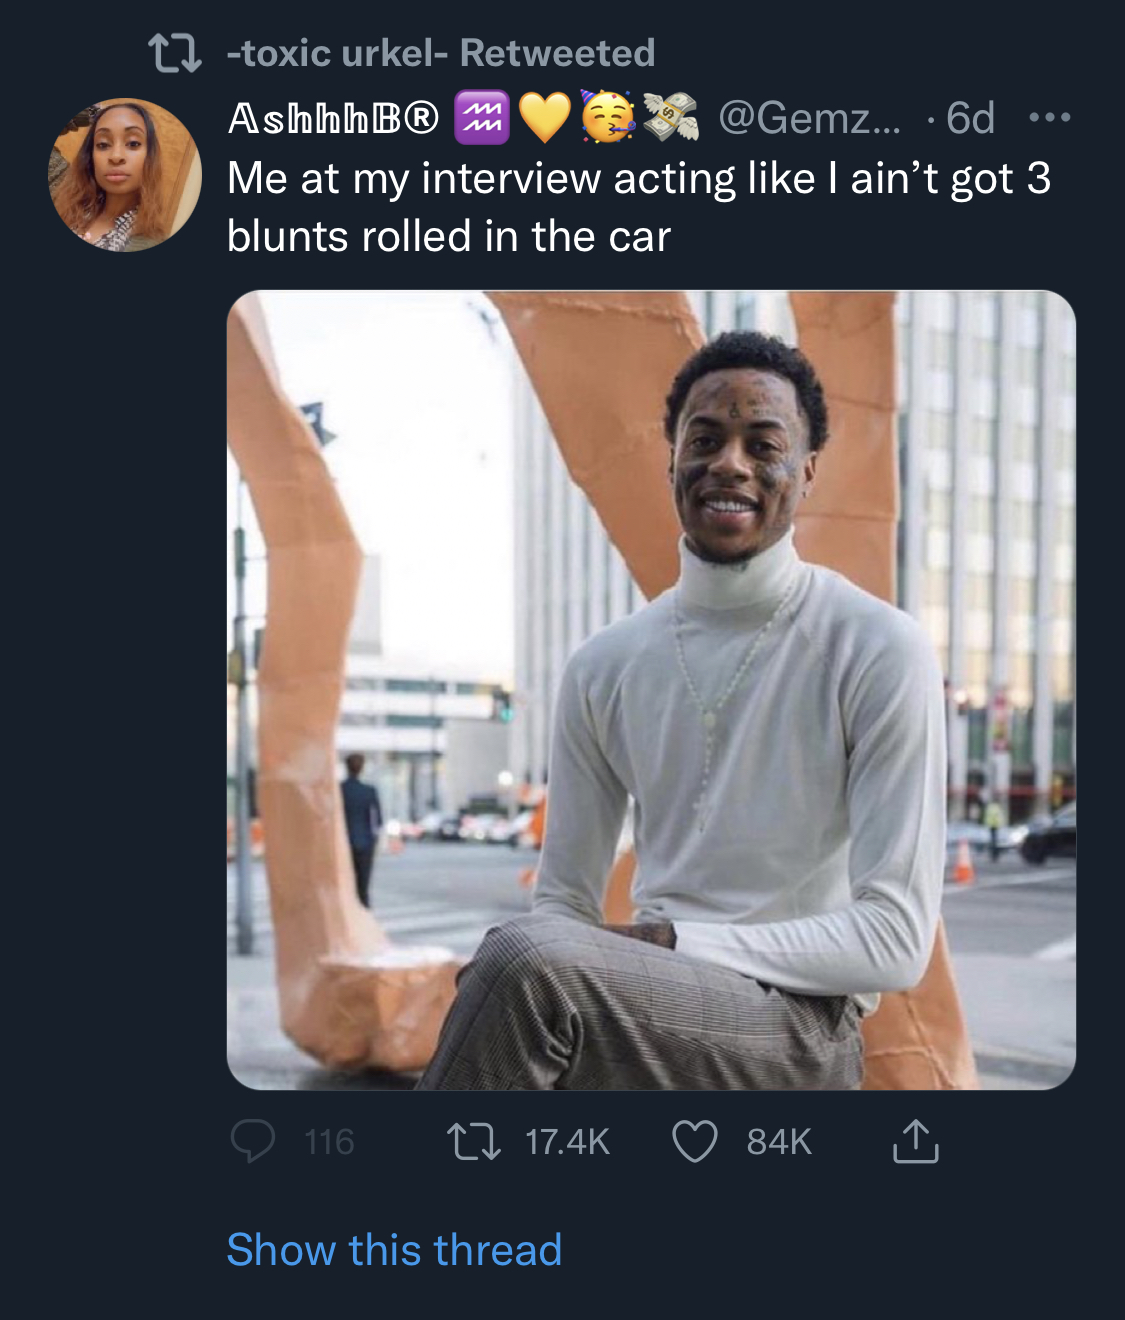 -toxic urkel- Retweeted
𝔸𝕤𝕙𝕙𝕙𝔹® ♒💛🥳💸 @Gemz... · 6d
Me at my interview acting like I ain’t got 3
blunts rolled in the car
116 17.4K 84K
Show this thread